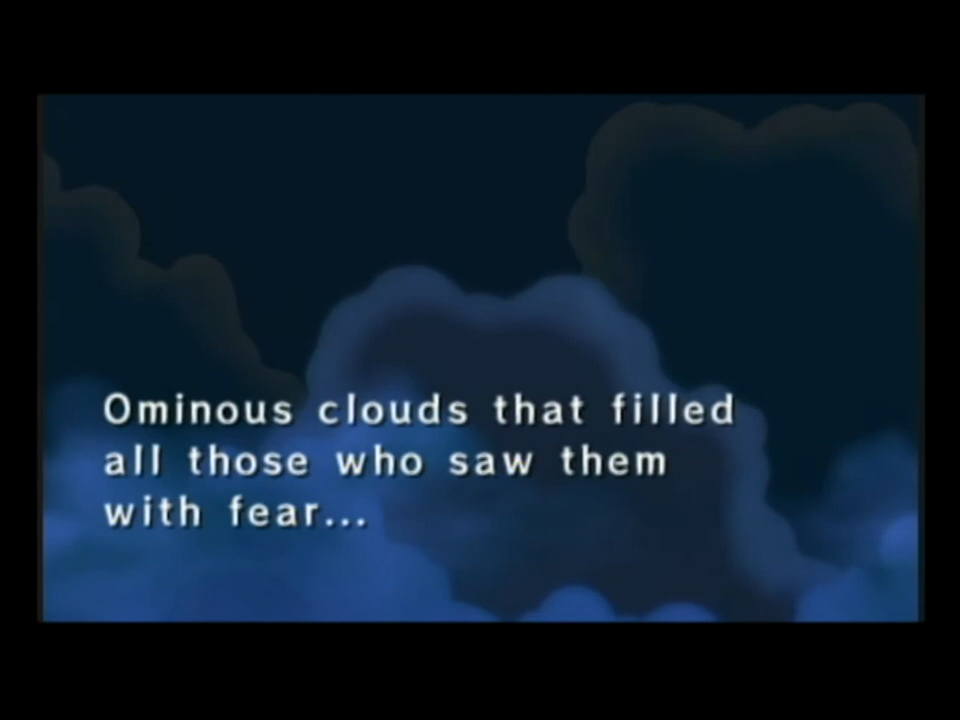 Ominous clouds that filled
all those who saw them
with fear...